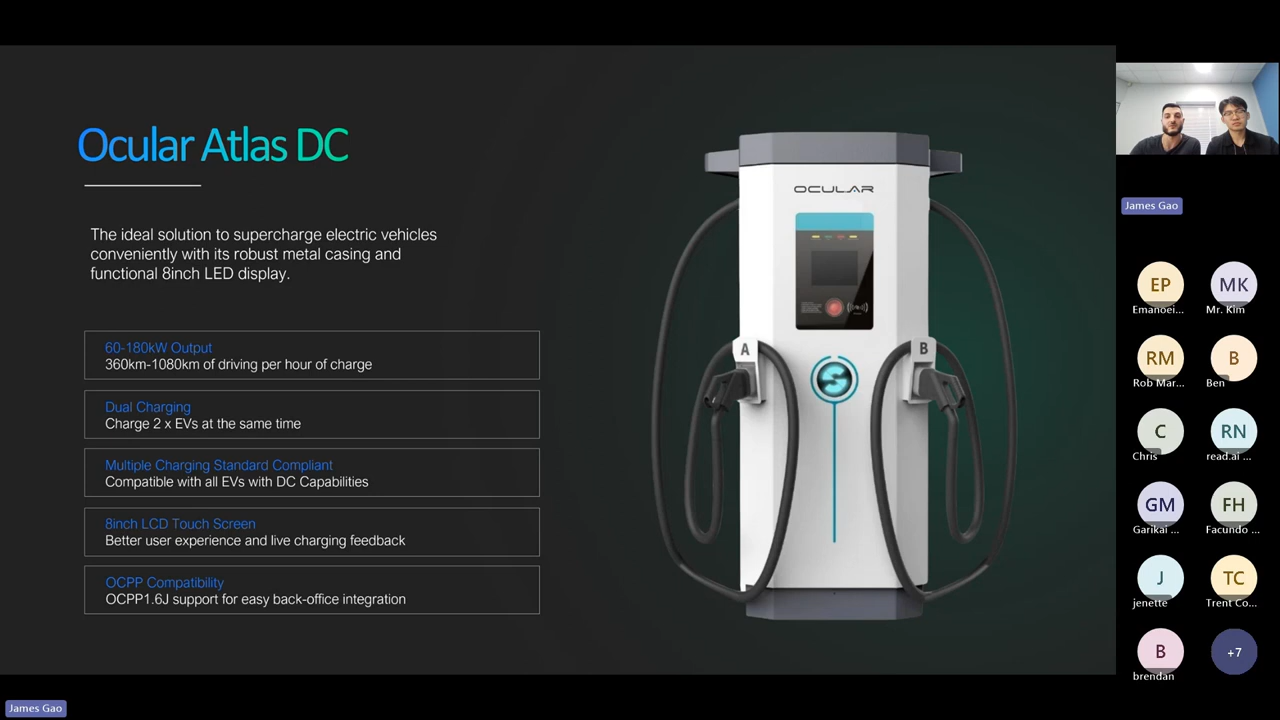 Ocular Atlas DC
The ideal solution to supercharge electric vehicles
conveniently with its robust metal casing and
functional 8inch LED display.
60-180kW Output
360km-1080km of driving per hour of charge
Dual Charging
Charge 2 x EVs at the same time
Multiple Charging Standard Compliant
Compatible with all EVs with DC Capabilities
8inch LCD Touch Screen
Better user experience and live charging feedback
OCPP Compatibility
OCPP1.6J support for easy back-office integration
OCULAR
A
B
James Gao
EP
MK
Emanoei...
Mr. Kim
RM
B
Rob Mar...
Ben
C
RN
Chris
read.ai ...
GM
FH
Garikai ...
Facundo ...
J
TC
jenette
Trent Co...
B
+7
brendan
James Gao